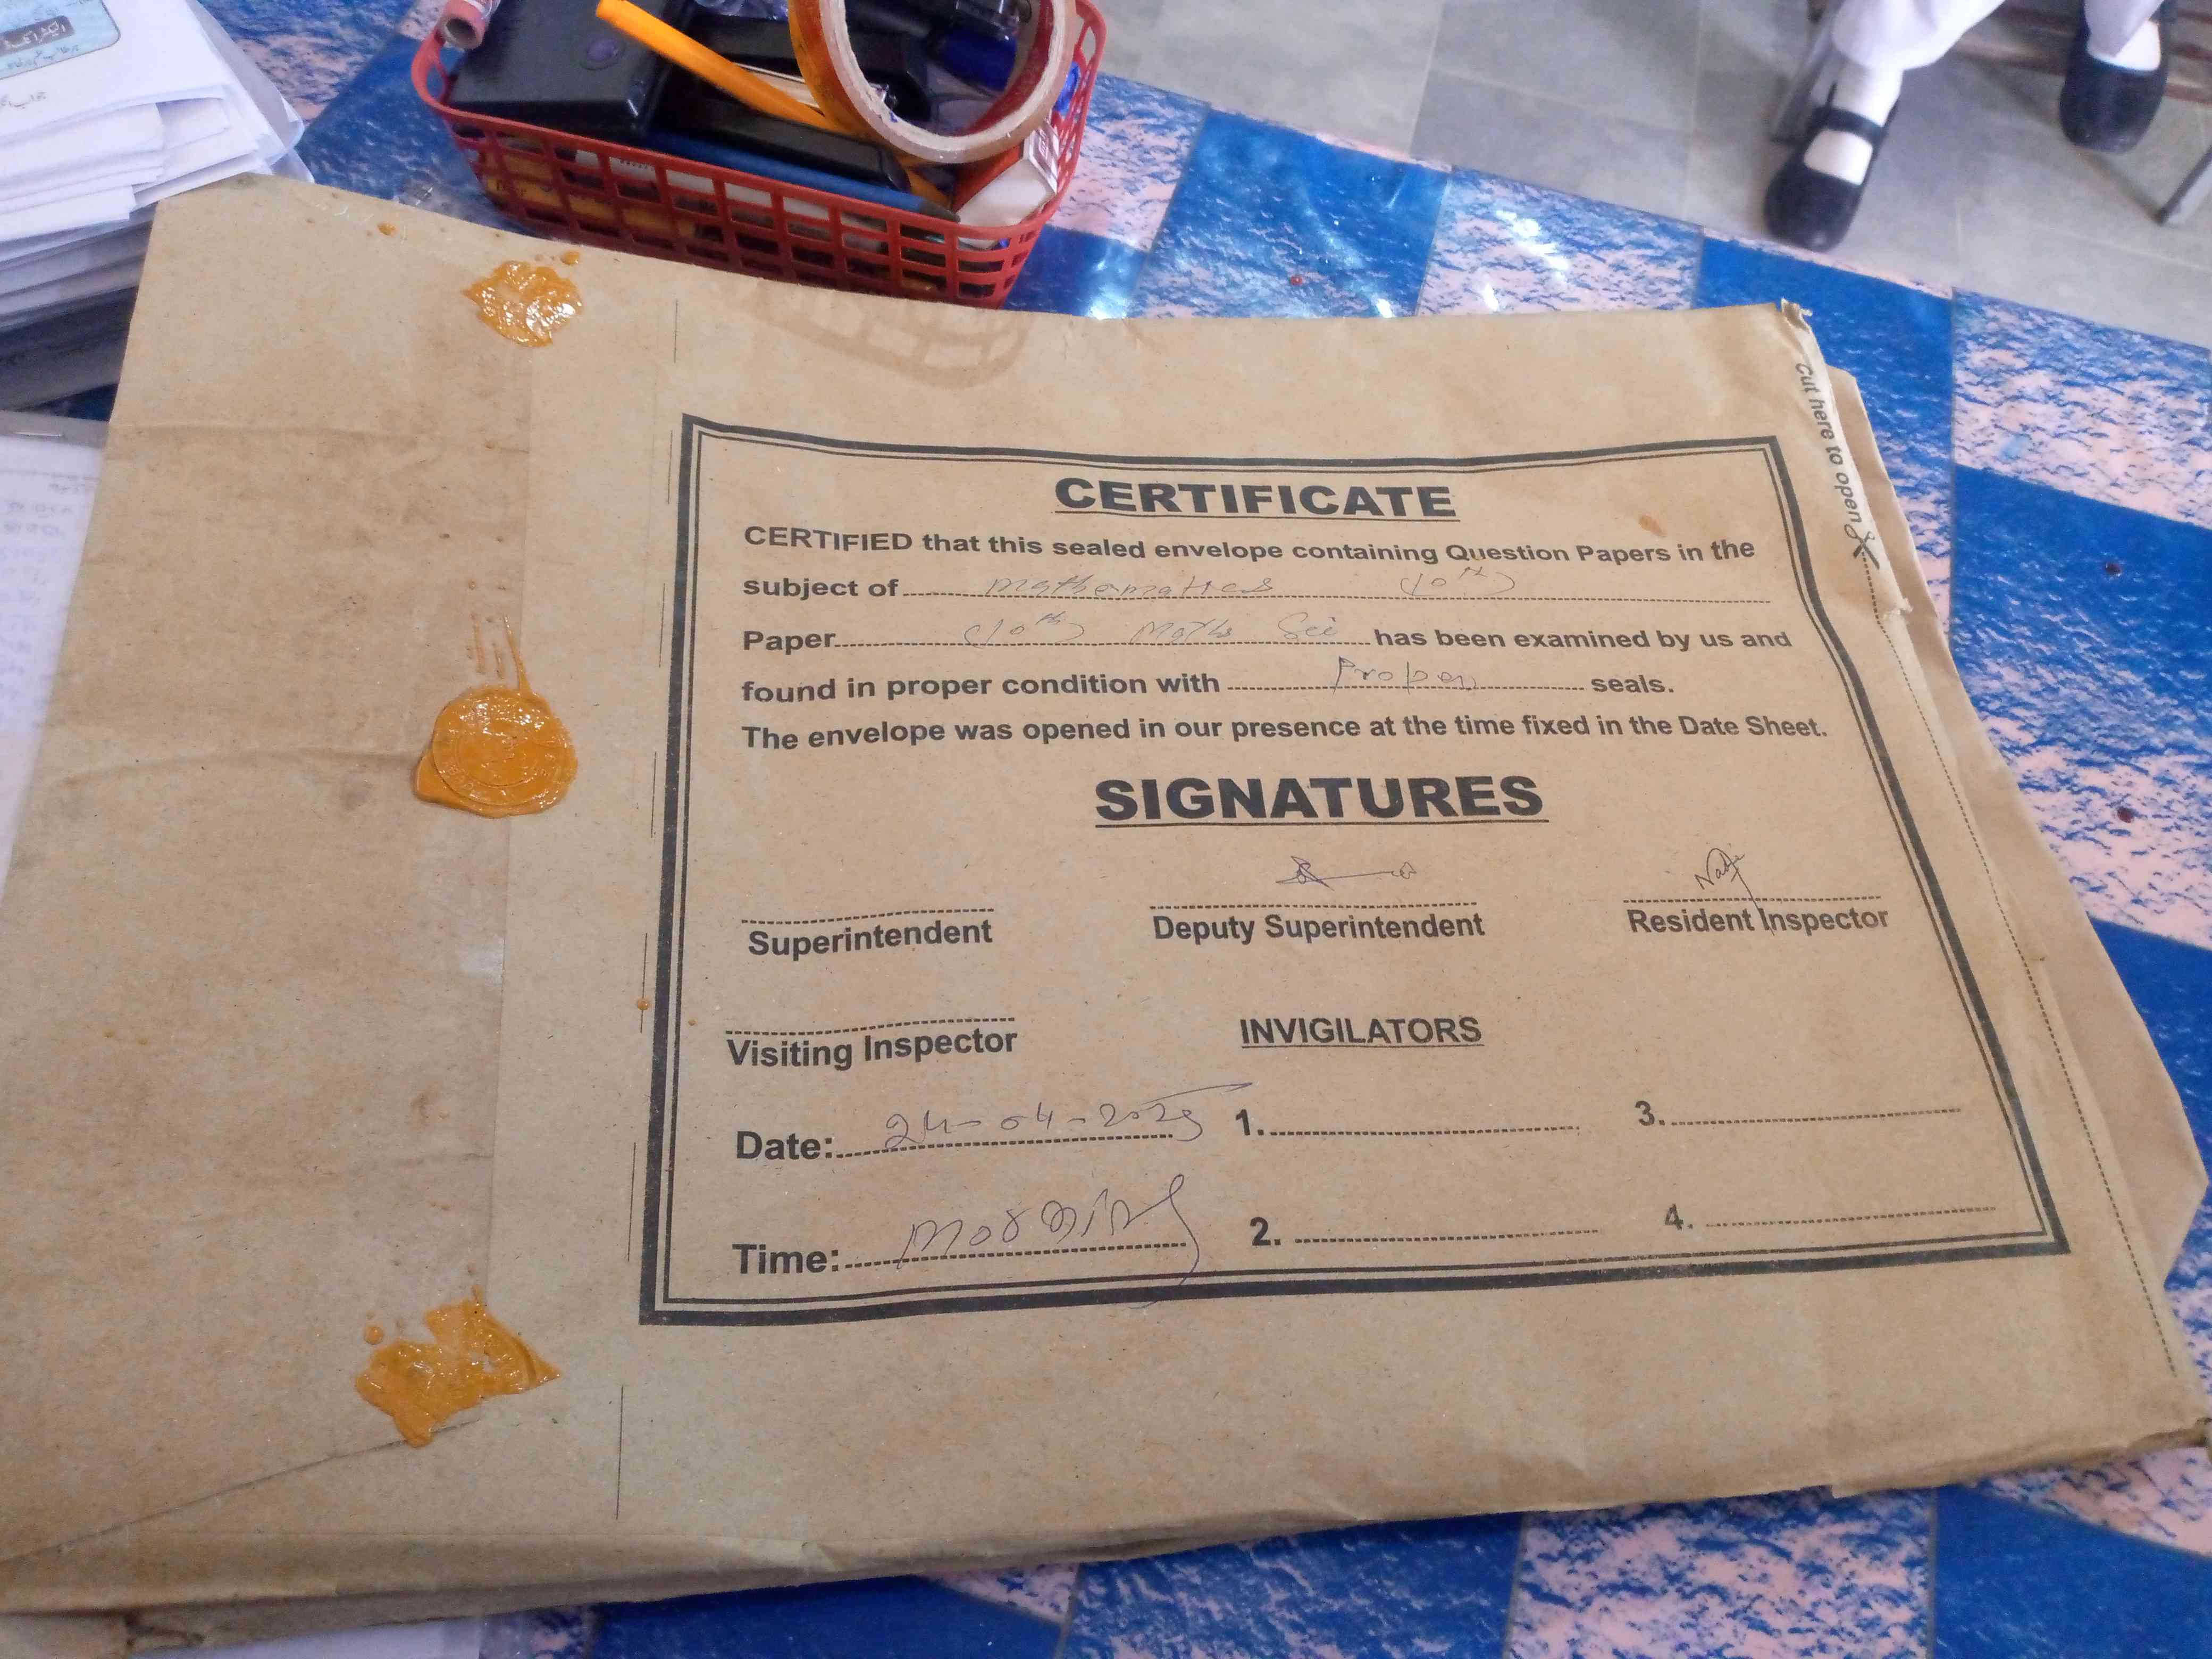 Cut here to open
CERTIFICATE
CERTIFIED that this sealed envelope containing Question Papers in the
subject of mathematics (10th)
Paper (10th) Maths Sci has been examined by us and
found in proper condition with Proper seals.
The envelope was opened in our presence at the time fixed in the Date Sheet.
SIGNATURES
Superintendent Deputy Superintendent Resident Inspector
Visiting Inspector INVIGILATORS
Date: 24-04-2025 1. 3.
Time: morning 2. 4.